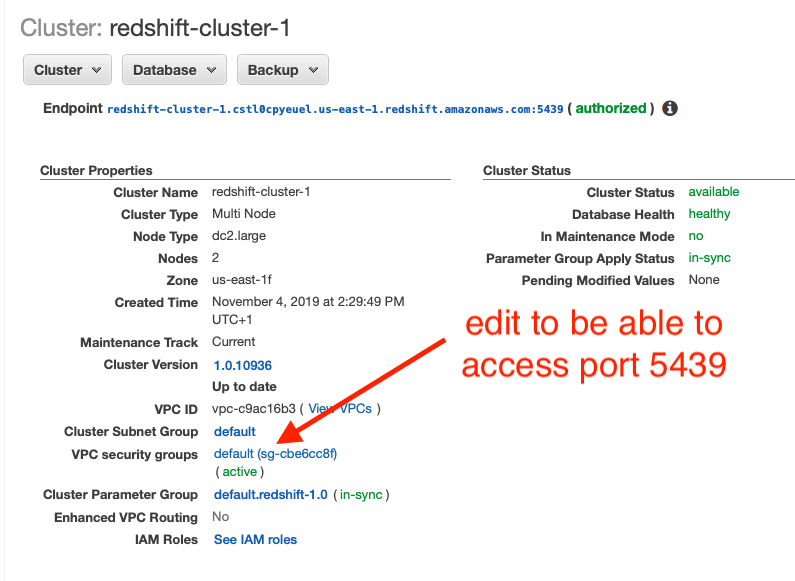 Cluster: redshift-cluster-1
Cluster Database Backup
Endpoint redshift-cluster-1.cstl0cpyeuel.us-east-1.redshift.amazonaws.com:5439 ( authorized )
Cluster Properties
Cluster Name redshift-cluster-1
Cluster Type Multi Node
Node Type dc2.large
Nodes 2
Zone us-east-1f
Created Time November 4, 2019 at 2:29:49 PM
UTC+1
Maintenance Track Current
Cluster Version 1.0.10936
Up to date
VPC ID vpc-c9ac16b3 ( View VPCs )
Cluster Subnet Group default
VPC security groups default (sg-cbe6cc8f)
( active )
Cluster Parameter Group default.redshift-1.0 ( in-sync )
Enhanced VPC Routing No
IAM Roles See IAM roles
Cluster Status
Cluster Status available
Database Health healthy
In Maintenance Mode no
Parameter Group Apply Status in-sync
Pending Modified Values None
edit to be able to
access port 5439